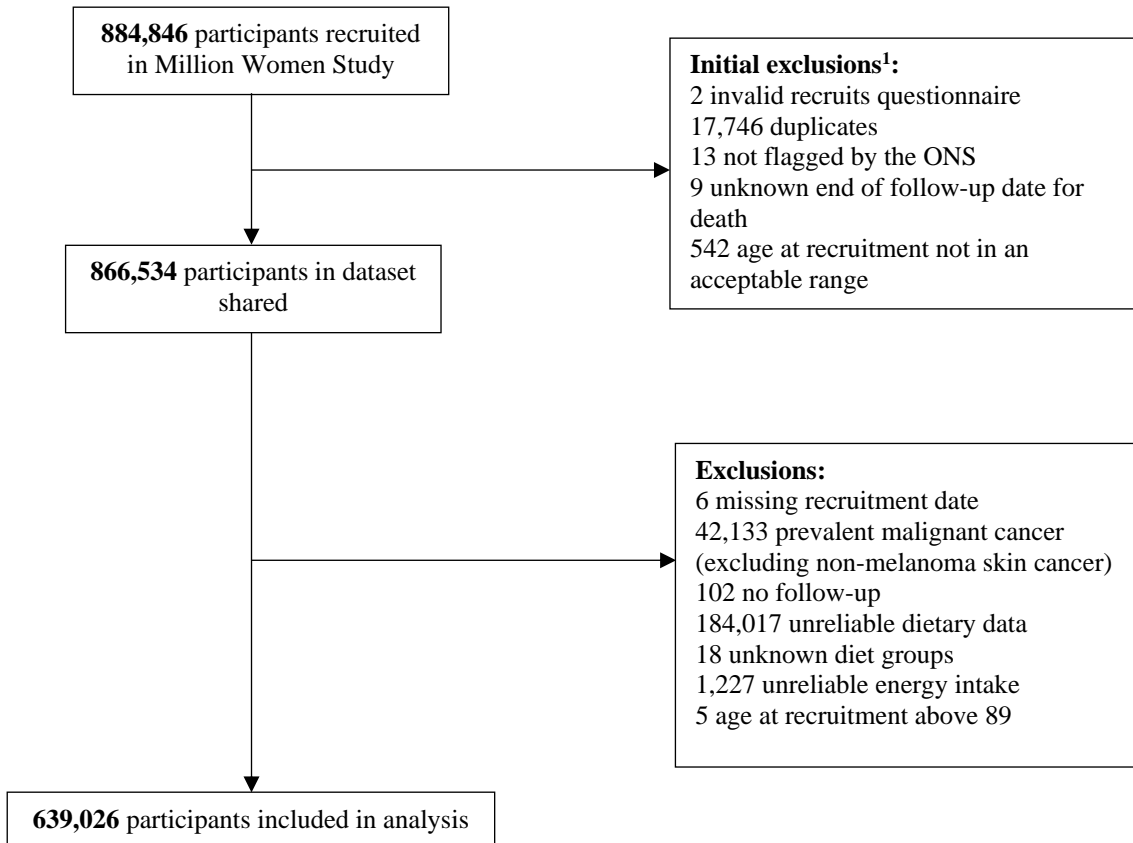 884,846 participants recruited
in Million Women Study
Initial exclusions1:
2 invalid recruits questionnaire
17,746 duplicates
13 not flagged by the ONS
9 unknown end of follow-up date for
death
542 age at recruitment not in an
acceptable range
866,534 participants in dataset
shared
Exclusions:
6 missing recruitment date
42,133 prevalent malignant cancer
(excluding non-melanoma skin cancer)
102 no follow-up
184,017 unreliable dietary data
18 unknown diet groups
1,227 unreliable energy intake
5 age at recruitment above 89
639,026 participants included in analysis